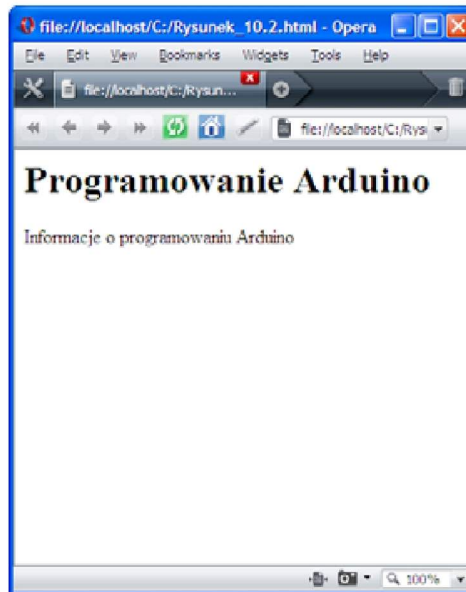 file://localhost/C:/Rysunek_10.2.html - Opera
File Edit View Bookmarks Widgets Tools Help
file://localhost/C:/Rysun...
file://localhost/C:/Rys
Programowanie Arduino
Informacje o programowaniu Arduino
100%